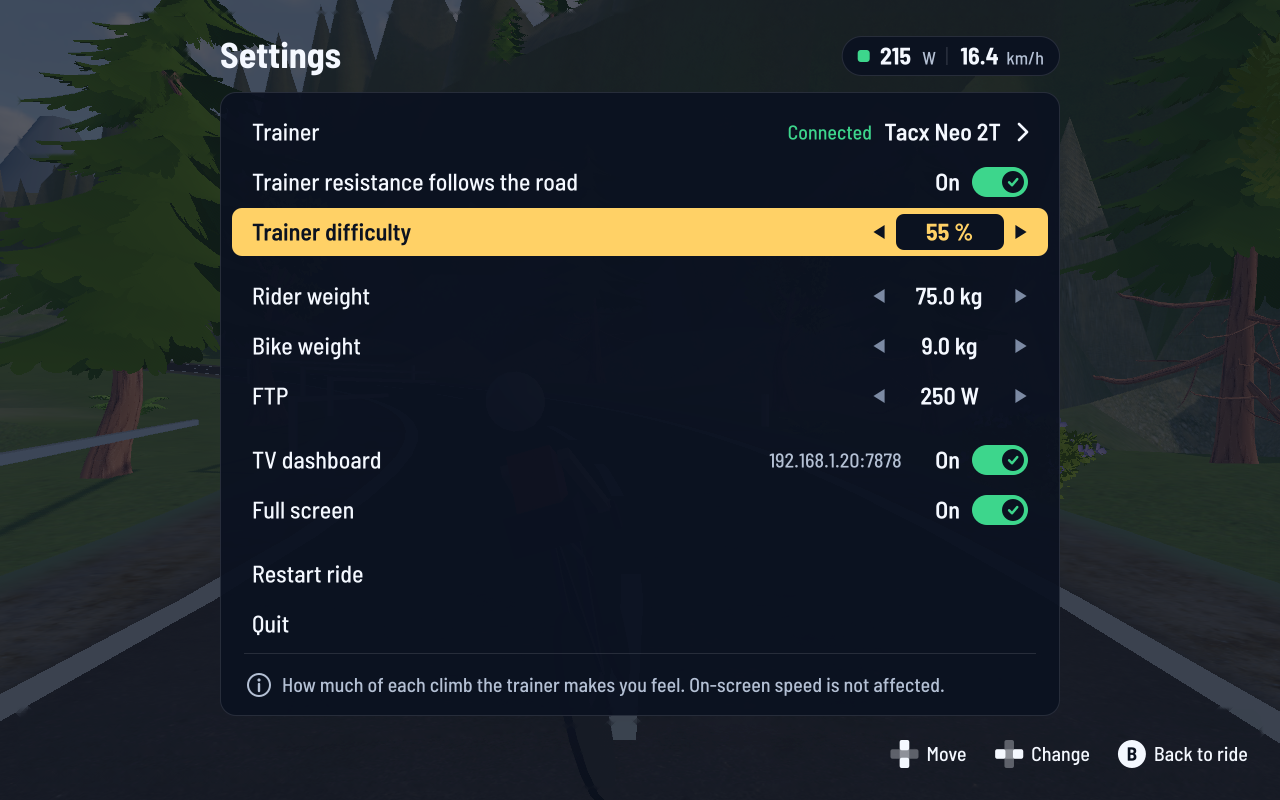 Settings
215 W 16.4 km/h
Trainer Connected Tacx Neo 2T
Trainer resistance follows the road On
Trainer difficulty 55 %
Rider weight 75.0 kg
Bike weight 9.0 kg
FTP 250 W
TV dashboard 192.168.1.20:7878 On
Full screen On
Restart ride
Quit
How much of each climb the trainer makes you feel. On-screen speed is not affected.
Move Change B Back to ride